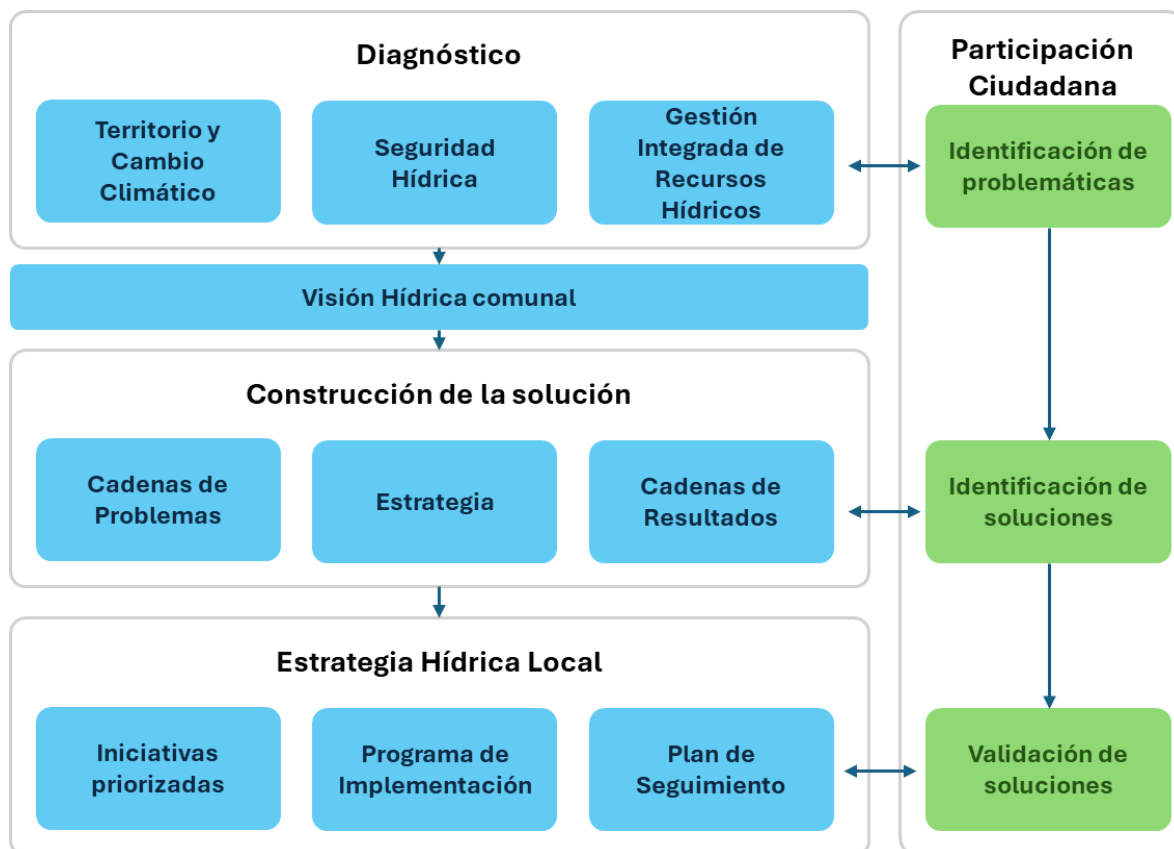 Diagnóstico
Territorio y
Cambio
Climático
Seguridad
Hídrica
Gestión
Integrada de
Recursos
Hídricos
Participación
Ciudadana
Identificación de
problemáticas
Visión Hídrica comunal
Construcción de la solución
Cadenas de
Problemas
Estrategia
Cadenas de
Resultados
Identificación de
soluciones
Estrategia Hídrica Local
Iniciativas
priorizadas
Programa de
Implementación
Plan de
Seguimiento
Validación de
soluciones